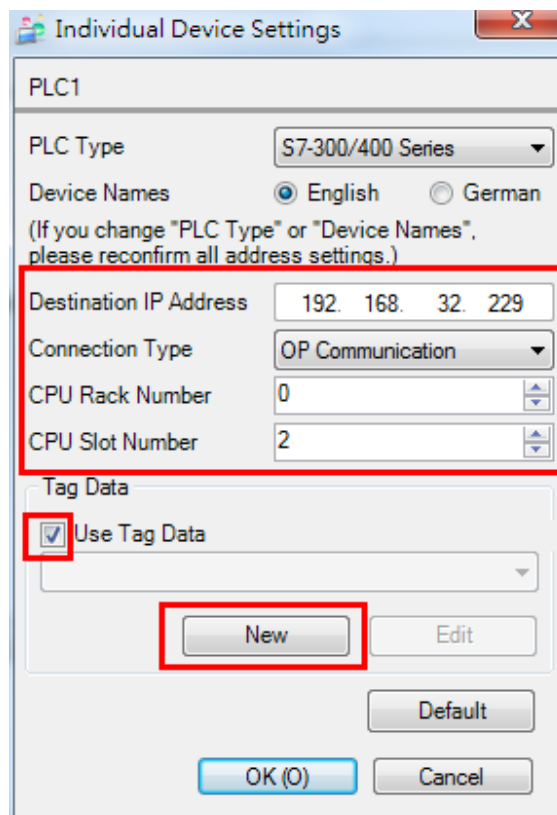 Individual Device Settings
PLC1
PLC Type S7-300/400 Series
Device Names English German
(If you change "PLC Type" or "Device Names",
please reconfirm all address settings.)
Destination IP Address 192. 168. 32. 229
Connection Type OP Communication
CPU Rack Number 0
CPU Slot Number 2
Tag Data
Use Tag Data
New Edit
Default
OK (O) Cancel